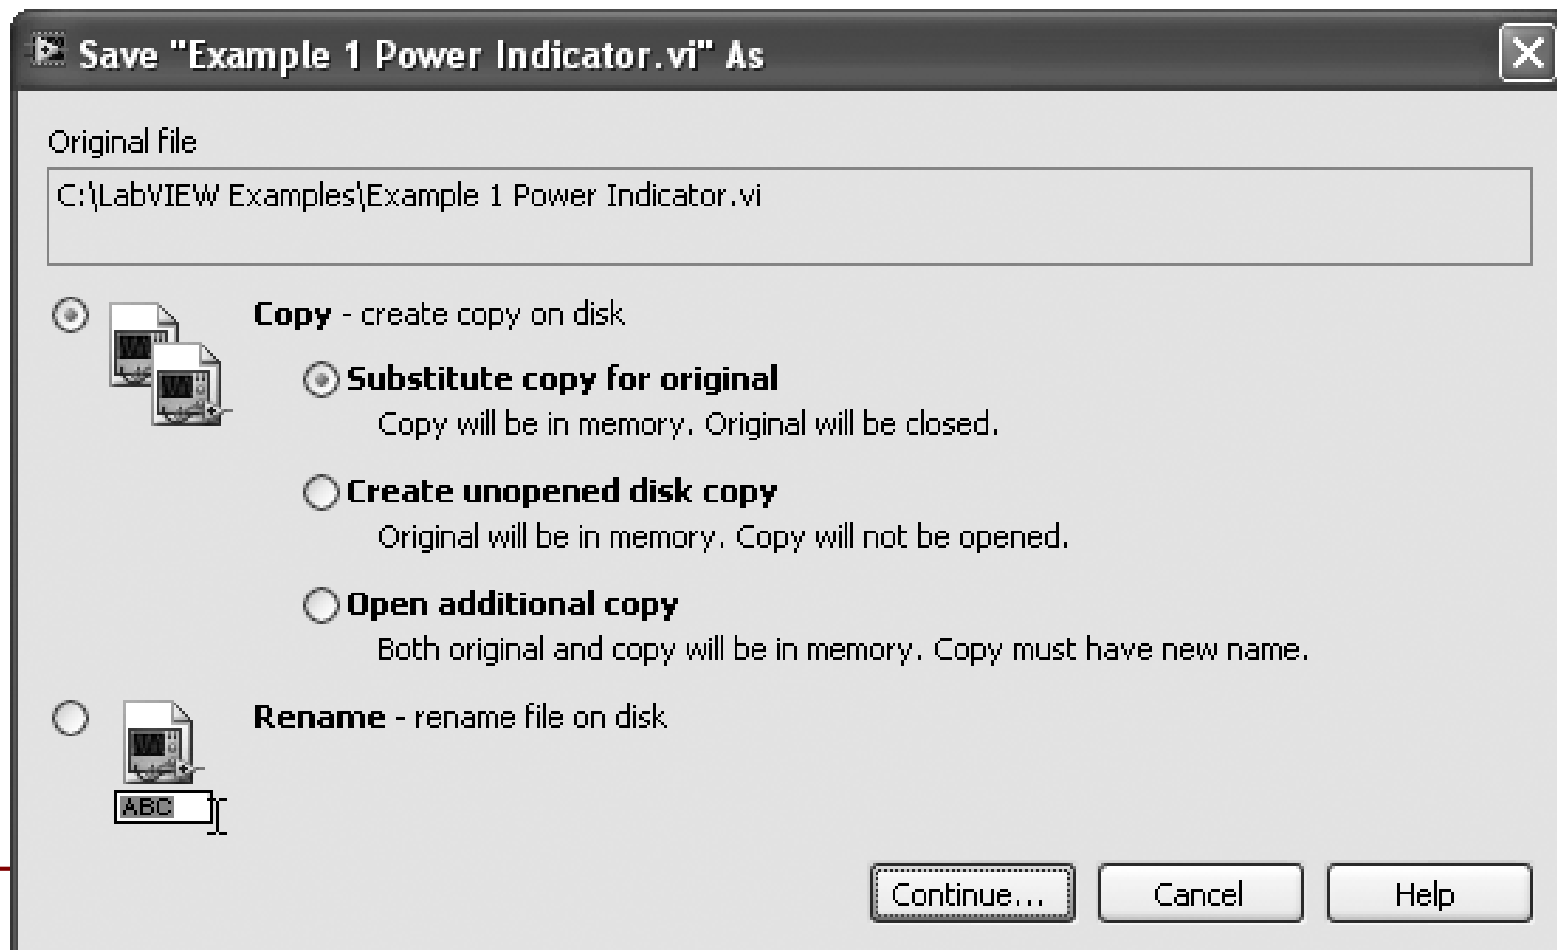 Save "Example 1 Power Indicator.vi" As
Original file
C:\LabVIEW Examples\Example 1 Power Indicator.vi
Copy - create copy on disk
Substitute copy for original
Copy will be in memory. Original will be closed.
Create unopened disk copy
Original will be in memory. Copy will not be opened.
Open additional copy
Both original and copy will be in memory. Copy must have new name.
Rename - rename file on disk
ABC
Continue... Cancel Help